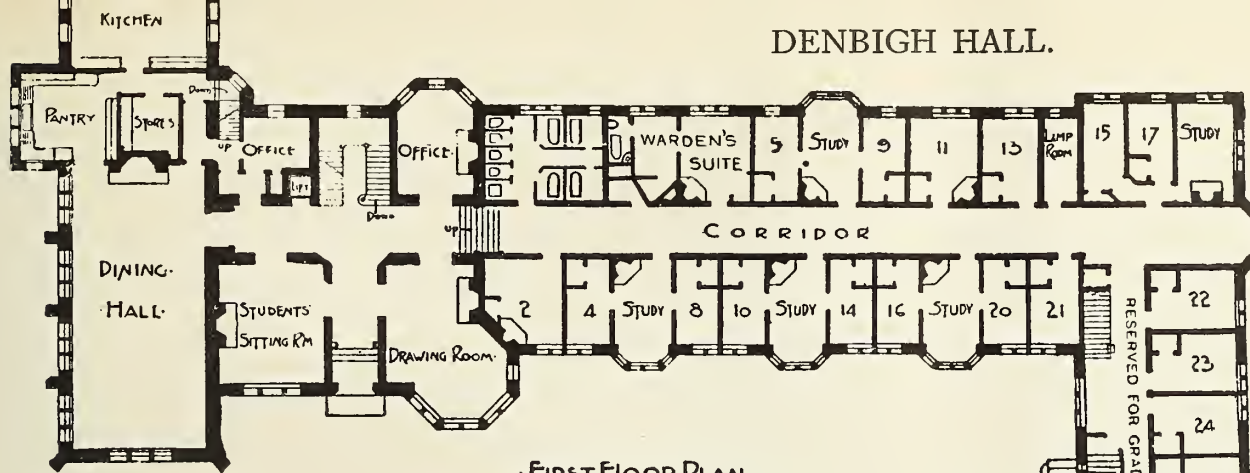 DENBIGH HALL.
KITCHEN
PANTRY
STORES
Down
UP
OFFICE
LIFT
Down
OFFICE
UP
WARDEN'S
SUITE
5
STUDY
9
11
13
LAMP
ROOM
15
17
STUDY
CORRIDOR
DINING
HALL
STUDENTS'
SITTING RM
DRAWING ROOM
2
4
STUDY
8
10
STUDY
14
16
STUDY
20
21
22
23
24
RESERVED FOR GRAD
FIRST FLOOR PLAN